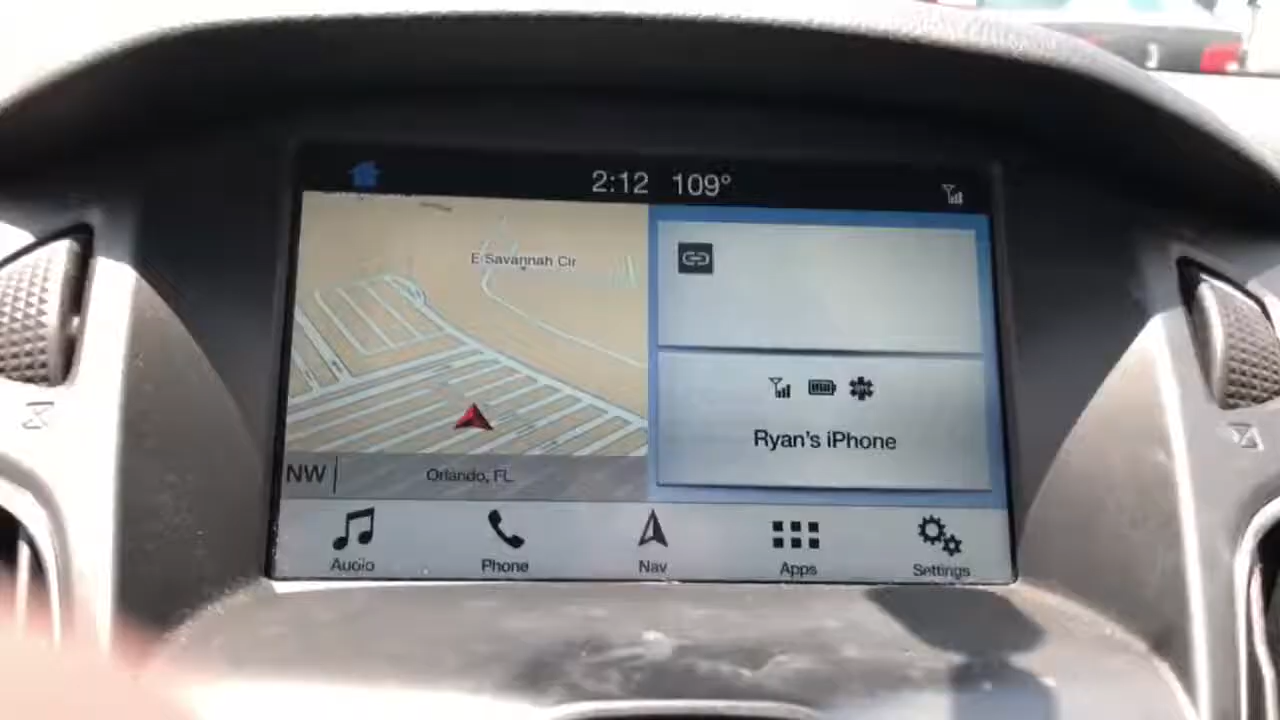 2:12 109°
E Savannah Cir
Ryan's iPhone
NW
Orlando, FL
Audio
Phone
Nav
Apps
Settings